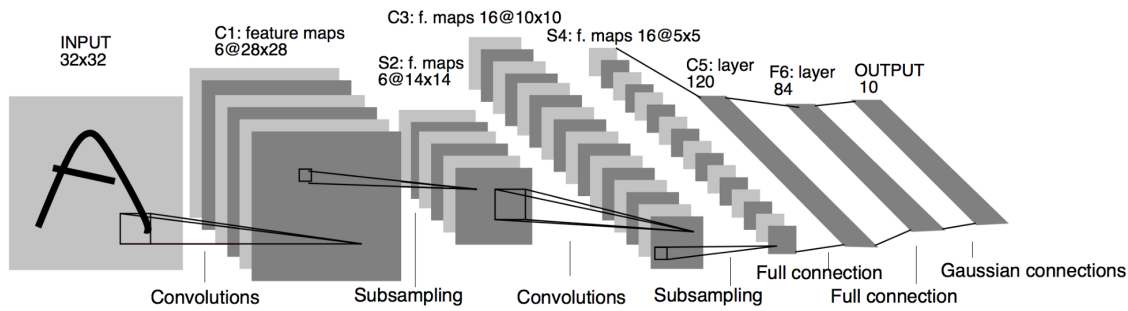 INPUT
32x32
C1: feature maps
6@28x28
S2: f. maps
6@14x14
C3: f. maps 16@10x10
S4: f. maps 16@5x5
C5: layer
120
F6: layer
84
OUTPUT
10
Convolutions
Subsampling
Convolutions
Subsampling
Full connection
Full connection
Gaussian connections